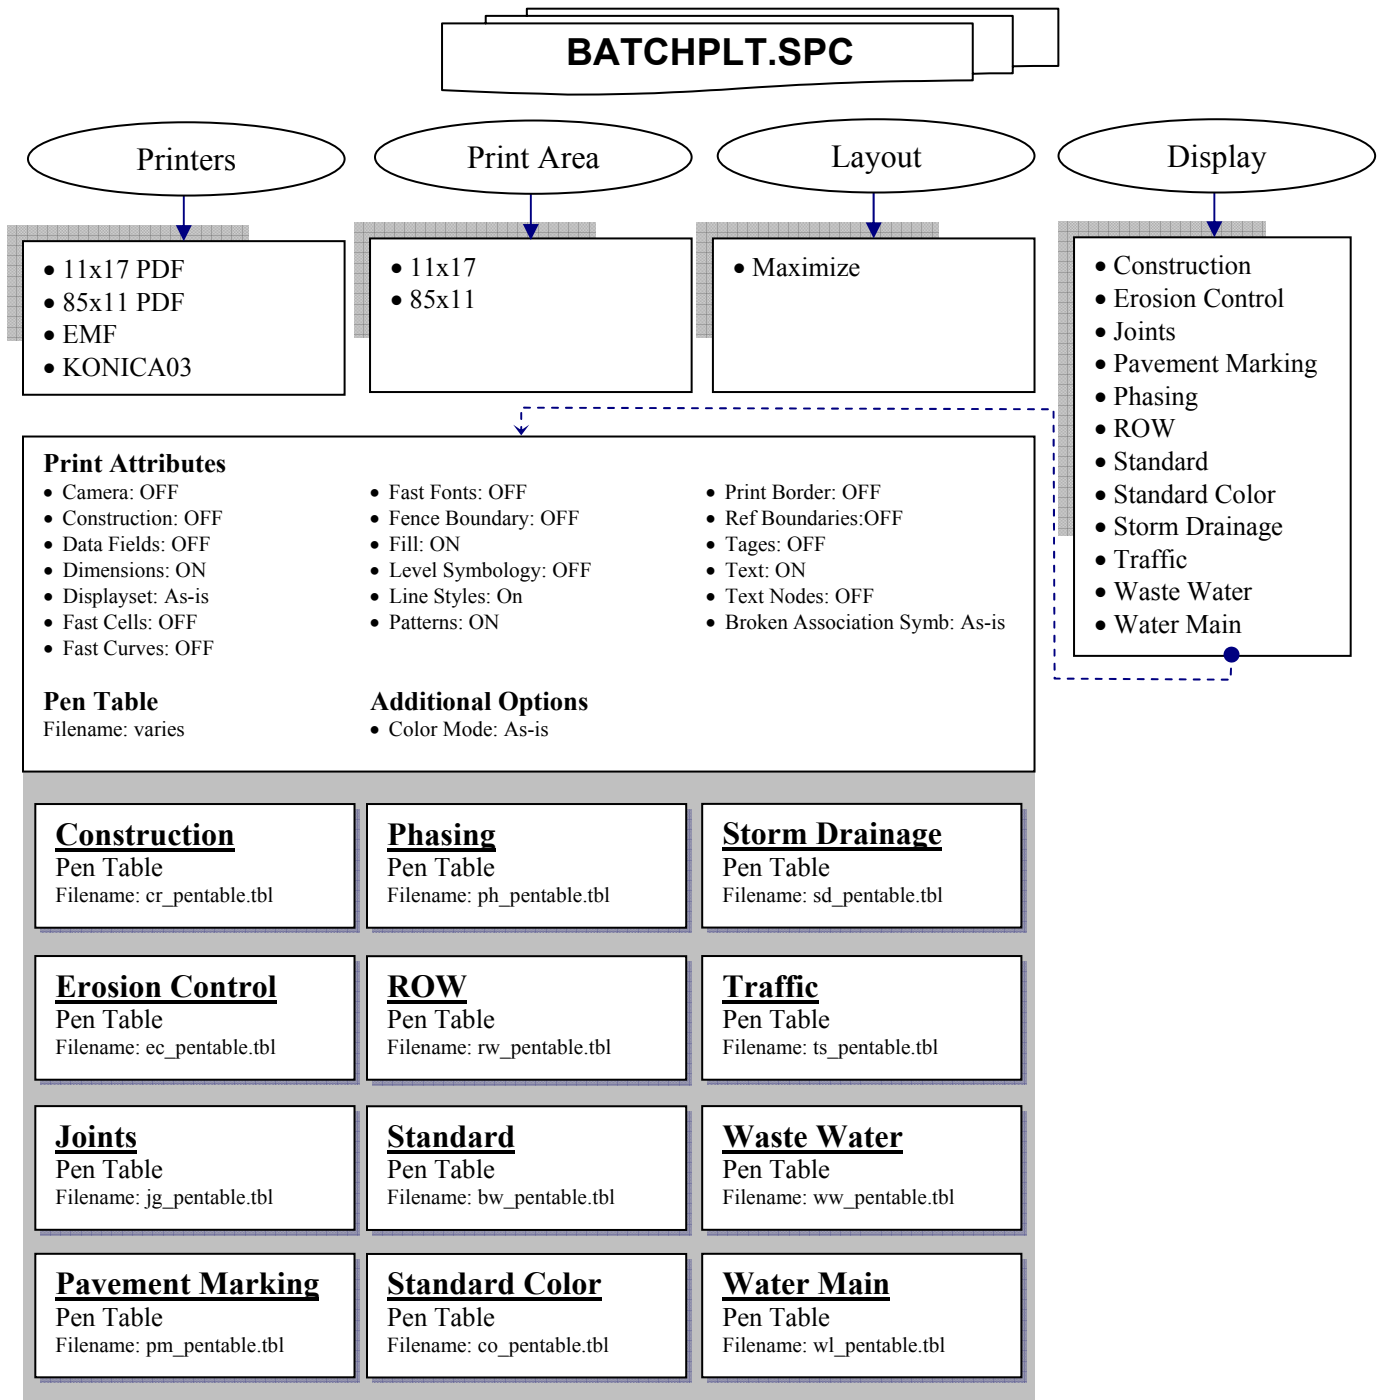 BATCHPLT.SPC
Printers
Print Area
Layout
Display
• 11x17 PDF
• 85x11 PDF
• EMF
• KONICA03
• 11x17
• 85x11
• Maximize
• Construction
• Erosion Control
• Joints
• Pavement Marking
• Phasing
• ROW
• Standard
• Standard Color
• Storm Drainage
• Traffic
• Waste Water
• Water Main
Print Attributes
• Camera: OFF
• Construction: OFF
• Data Fields: OFF
• Dimensions: ON
• Displayset: As-is
• Fast Cells: OFF
• Fast Curves: OFF
• Fast Fonts: OFF
• Fence Boundary: OFF
• Fill: ON
• Level Symbology: OFF
• Line Styles: On
• Patterns: ON
• Print Border: OFF
• Ref Boundaries:OFF
• Tages: OFF
• Text: ON
• Text Nodes: OFF
• Broken Association Symb: As-is
Pen Table
Filename: varies
Additional Options
• Color Mode: As-is
Construction
Pen Table
Filename: cr_pentable.tbl
Phasing
Pen Table
Filename: ph_pentable.tbl
Storm Drainage
Pen Table
Filename: sd_pentable.tbl
Erosion Control
Pen Table
Filename: ec_pentable.tbl
ROW
Pen Table
Filename: rw_pentable.tbl
Traffic
Pen Table
Filename: ts_pentable.tbl
Joints
Pen Table
Filename: jg_pentable.tbl
Standard
Pen Table
Filename: bw_pentable.tbl
Waste Water
Pen Table
Filename: ww_pentable.tbl
Pavement Marking
Pen Table
Filename: pm_pentable.tbl
Standard Color
Pen Table
Filename: co_pentable.tbl
Water Main
Pen Table
Filename: wl_pentable.tbl